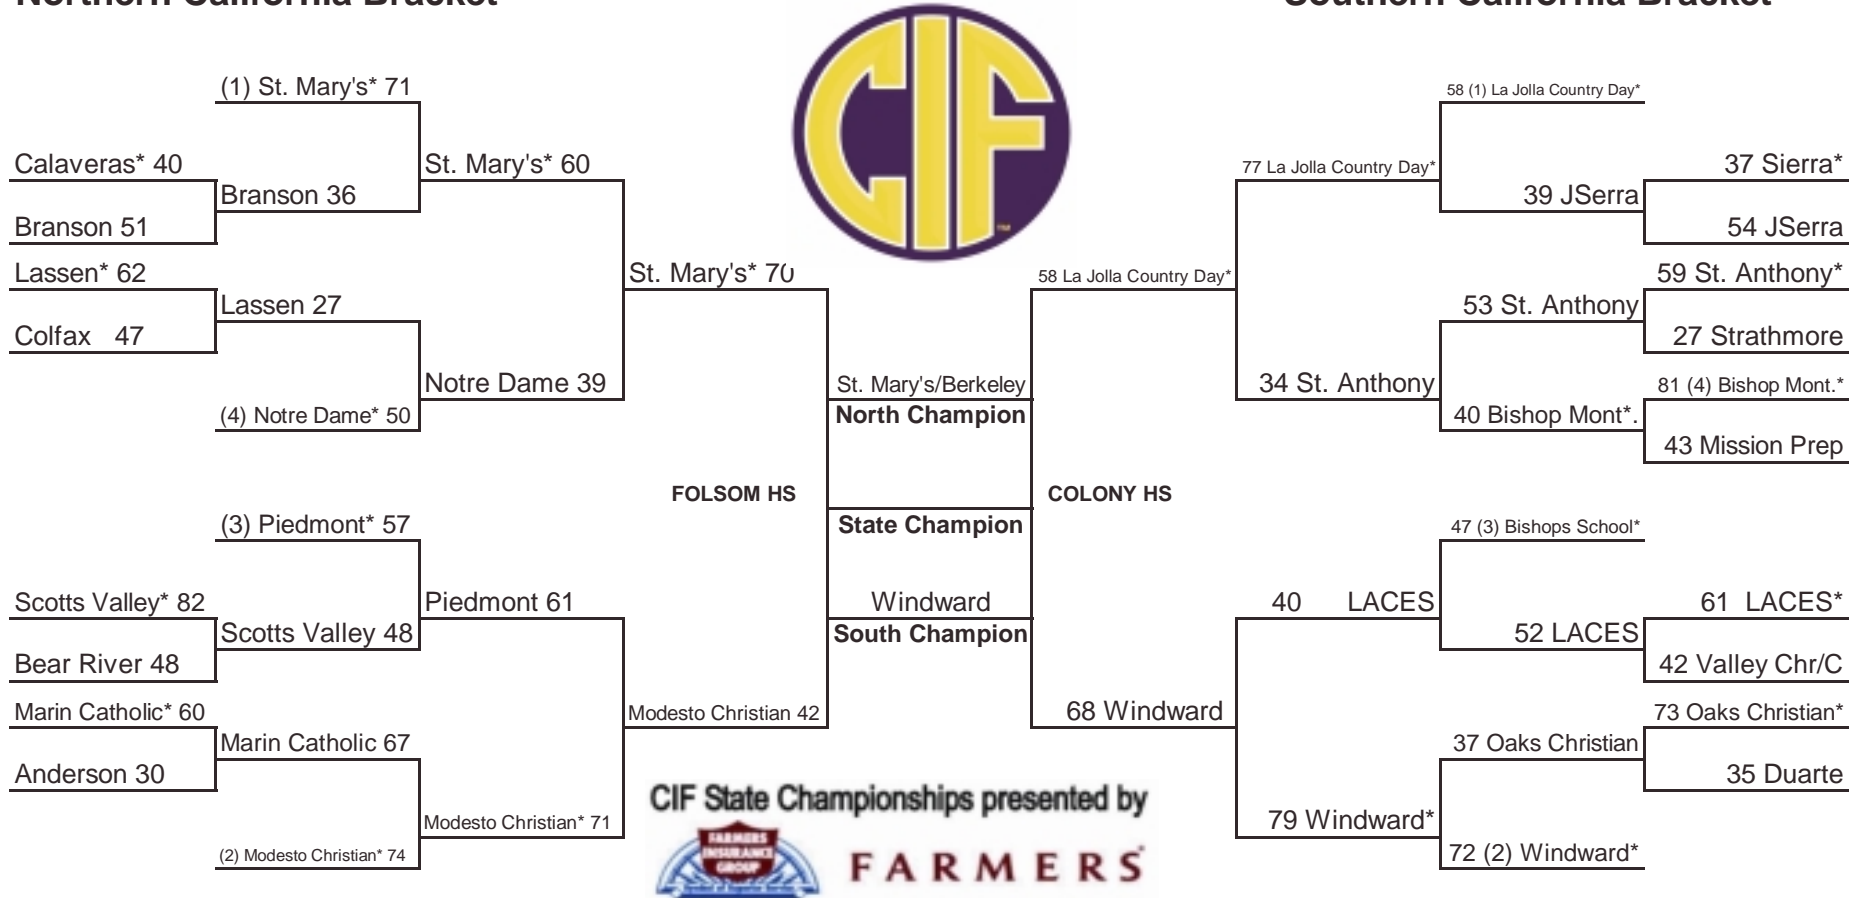 Northern California Bracket
Southern California Bracket
CIF
™
(1) St. Mary's* 71
Calaveras* 40
Branson 36
Branson 51
St. Mary's* 60
Lassen* 62
Lassen 27
Colfax 47
(4) Notre Dame* 50
Notre Dame 39
St. Mary's* 70
(3) Piedmont* 57
Scotts Valley* 82
Scotts Valley 48
Bear River 48
Piedmont 61
Marin Catholic* 60
Marin Catholic 67
Anderson 30
(2) Modesto Christian* 74
Modesto Christian* 71
Modesto Christian 42
FOLSOM HS
St. Mary's/Berkeley
North Champion
State Champion
Windward
South Champion
COLONY HS
58 La Jolla Country Day*
77 La Jolla Country Day*
34 St. Anthony
58 (1) La Jolla Country Day*
39 JSerra
37 Sierra*
54 JSerra
53 St. Anthony
59 St. Anthony*
27 Strathmore
40 Bishop Mont*.
81 (4) Bishop Mont.*
43 Mission Prep
68 Windward
40 LACES
79 Windward*
47 (3) Bishops School*
52 LACES
61 LACES*
42 Valley Chr/C
37 Oaks Christian
73 Oaks Christian*
35 Duarte
72 (2) Windward*
CIF State Championships presented by
FARMERS
INSURANCE
GROUP
FARMERS